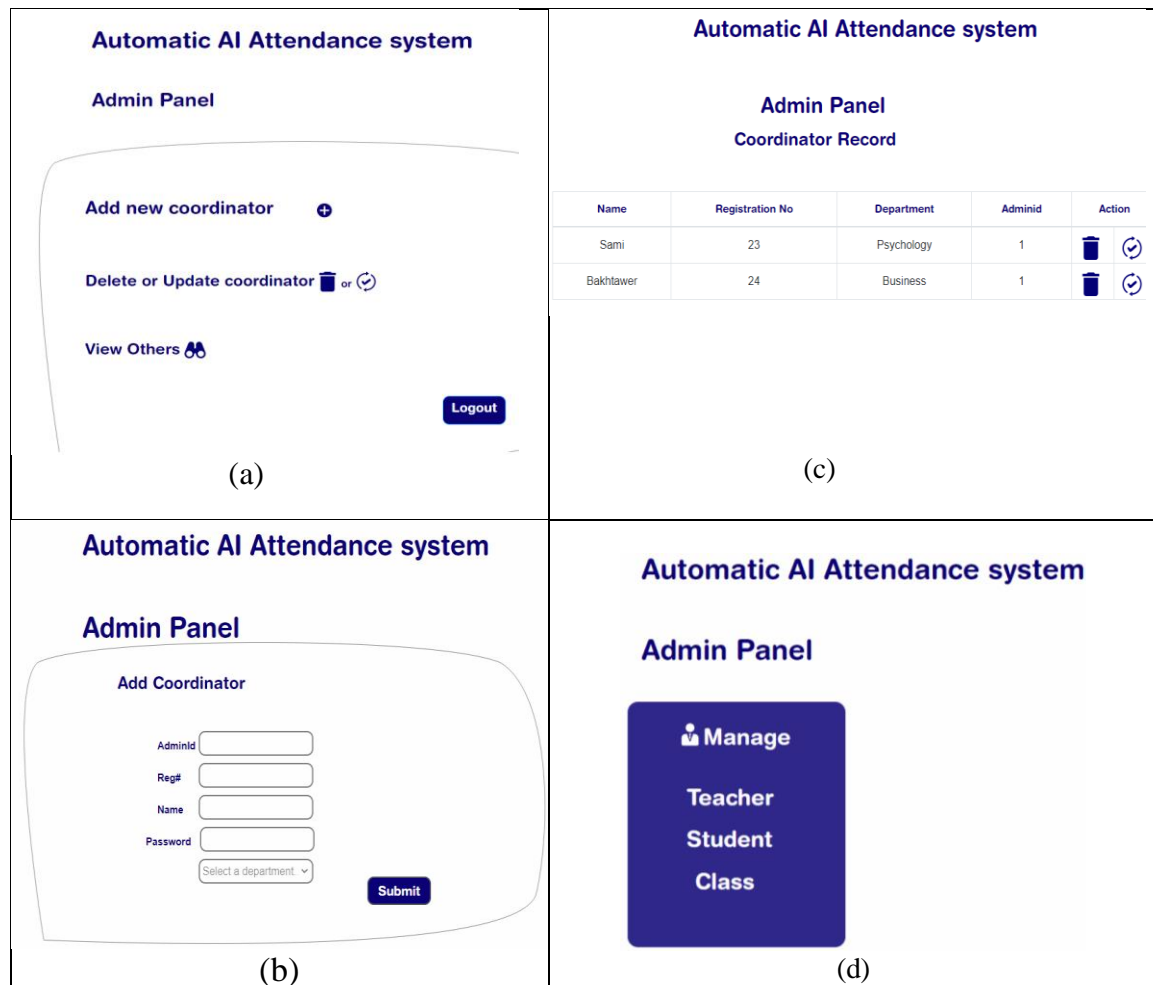 Automatic AI Attendance system
Admin Panel
Add new coordinator
Delete or Update coordinator or
View Others
Logout
(a)
Automatic AI Attendance system
Admin Panel
Coordinator Record
Name Registration No Department Adminid Action
Sami 23 Psychology 1
Bakhtawer 24 Business 1
(c)
Automatic AI Attendance system
Admin Panel
Add Coordinator
AdminId
Reg#
Name
Password
Select a department
Submit
(b)
Automatic AI Attendance system
Admin Panel
Manage
Teacher
Student
Class
(d)